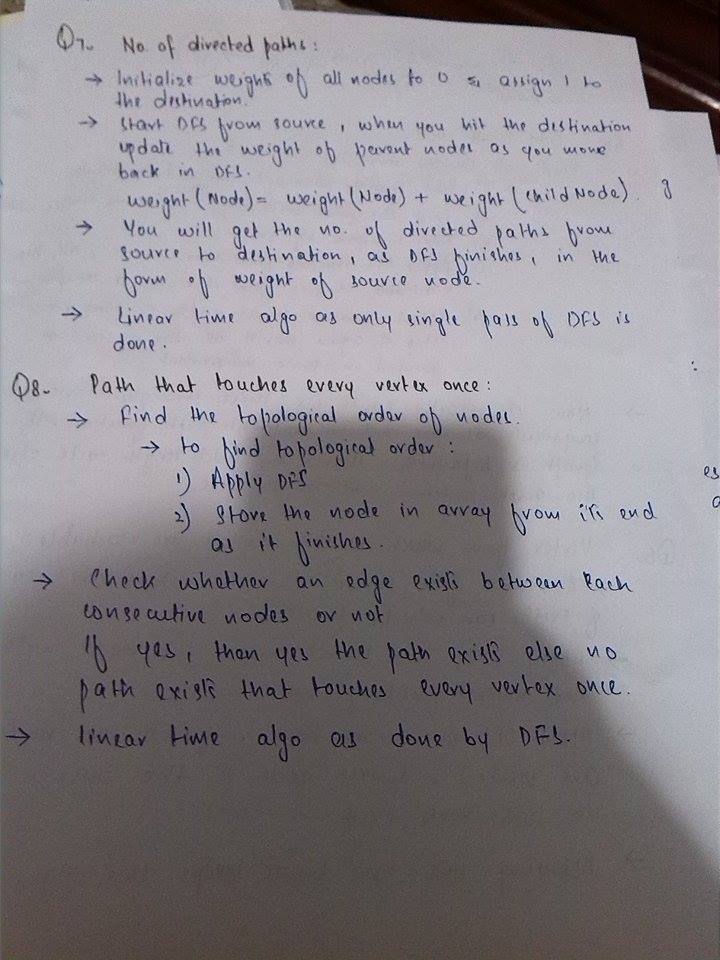 Q7. No. of directed paths:
→ Initialize weights of all nodes to 0 & assign 1 to
the destination.
→ Start DFS from source, when you hit the destination
update the weight of parent nodes as you move
back in DFS.
weight(Node) = weight(Node) + weight(childNode).
→ You will get the no. of directed paths from
source to destination, as DFS finishes, in the
form of weight of source node.
→ Linear time algo as only single pass of DFS is
done.
Q8. Path that touches every vertex once:
→ Find the topological order of nodes.
→ to find topological order:
1) Apply DFS
2) Store the node in array from its end
as it finishes.
→ Check whether an edge exists between each
consecutive nodes or not
If yes, then yes the path exists else no
path exists that touches every vertex once.
→ linear time algo as done by DFS.